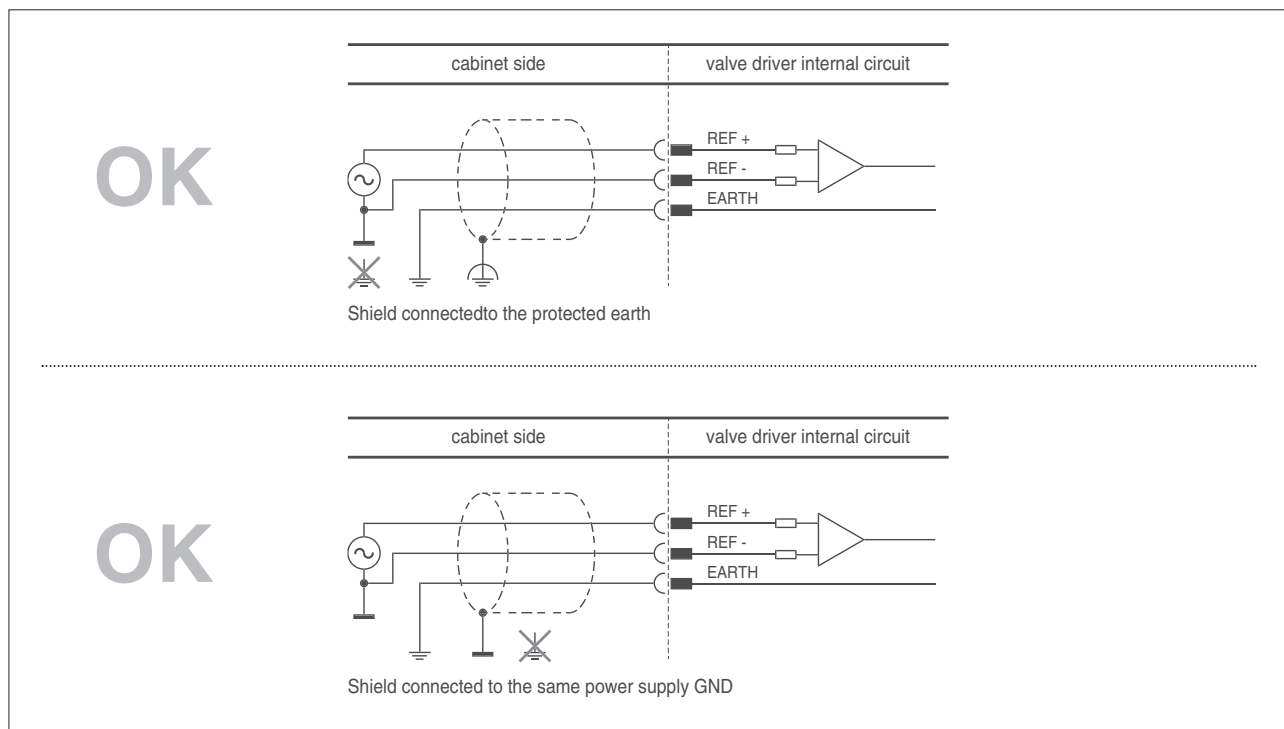 cabinet side
valve driver internal circuit
OK
REF +
REF -
EARTH
Shield connectedto the protected earth
cabinet side
valve driver internal circuit
OK
REF +
REF -
EARTH
Shield connected to the same power supply GND